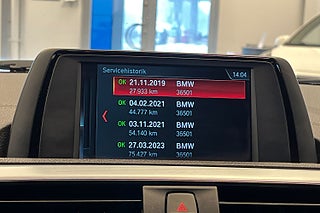 Servicehistorik 14:04
OK 21.11.2019 BMW
27.933 km 36501
OK 04.02.2021 BMW
44.777 km 36501
OK 03.11.2021 BMW
54.140 km 36501
OK 27.03.2023 BMW
75.427 km 36501